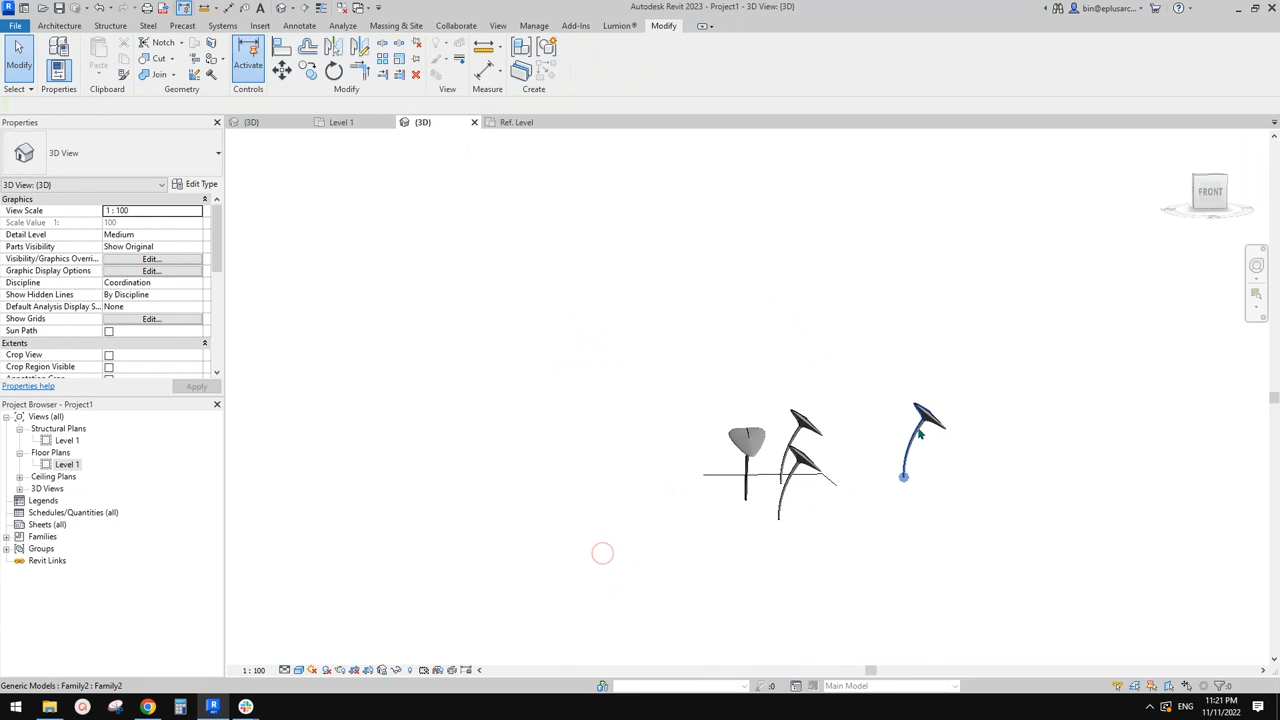 Autodesk Revit 2023 - Project1 - 3D View: {3D}
bin@eplusarc...
File
Architecture
Structure
Steel
Precast
Systems
Insert
Annotate
Analyze
Massing & Site
Collaborate
View
Manage
Add-Ins
Lumion®
Modify
Modify
Properties
Paste
Notch
Cut
Join
Activate
Select
Properties
Clipboard
Geometry
Controls
Modify
View
Measure
Create
Properties
{3D}
Level 1
{3D}
Ref. Level
3D View
3D View: {3D}
Edit Type
Graphics
View Scale
1 : 100
Scale Value 1:
100
Detail Level
Medium
Parts Visibility
Show Original
Visibility/Graphics Overri...
Edit...
Graphic Display Options
Edit...
Discipline
Coordination
Show Hidden Lines
By Discipline
Default Analysis Display S...
None
Show Grids
Edit...
Sun Path
Extents
Crop View
Crop Region Visible
Properties help
Apply
Project Browser - Project1
Views (all)
Structural Plans
Level 1
Floor Plans
Level 1
Ceiling Plans
3D Views
Legends
Schedules/Quantities (all)
Sheets (all)
Families
Groups
Revit Links
FRONT
1 : 100
Generic Models : Family2 : Family2
:0
Main Model
:0
ENG
11:21 PM
11/11/2022